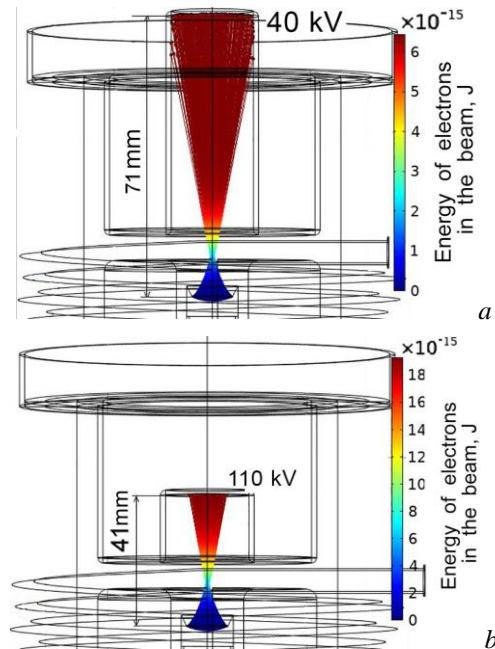 40 kV
×10⁻¹⁵
6
5
4
3
2
1
0
Energy of electrons
in the beam, J
71mm
a
110 kV
×10⁻¹⁵
18
16
14
12
10
8
6
4
2
0
Energy of electrons
in the beam, J
41mm
b